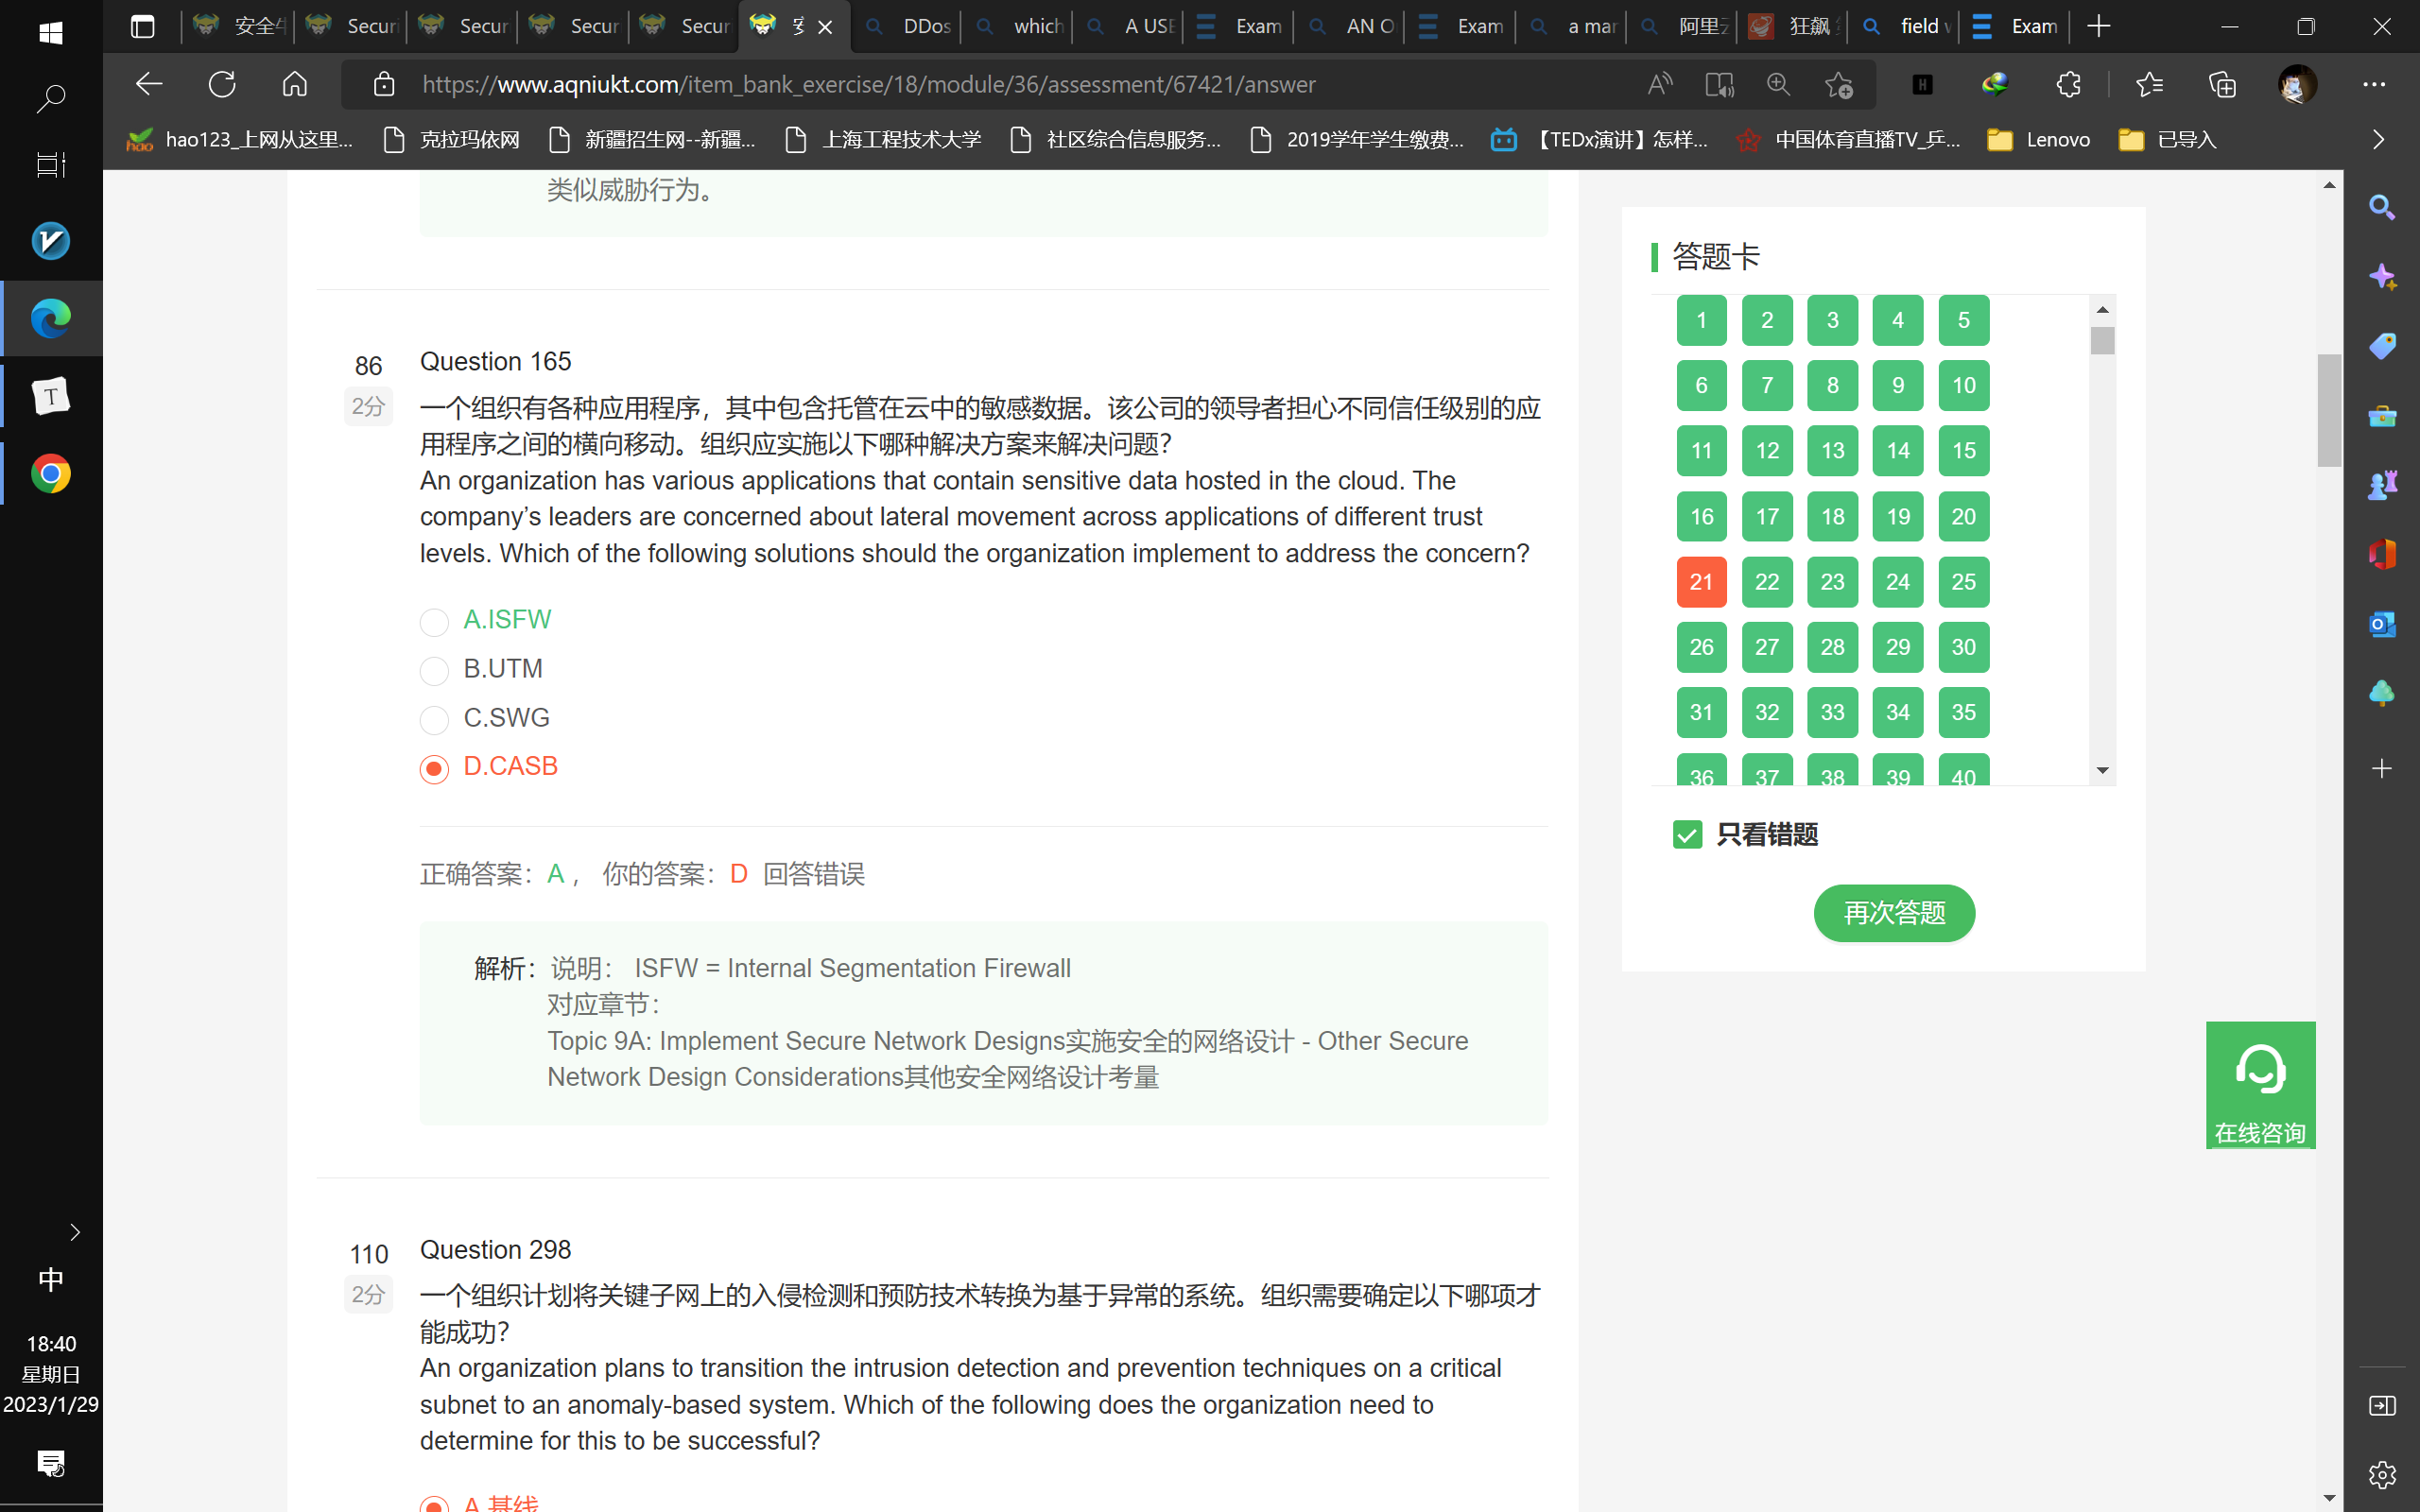 安全牛
Securi
Secur
Secur
Secur
DDos
which
A USE
Exam
AN O
Exam
a mar
阿里云
狂飙
field w
Exam
https://www.aqniukt.com/item_bank_exercise/18/module/36/assessment/67421/answer
hao123_上网从这里...
克拉玛依网
新疆招生网--新疆...
上海工程技术大学
社区综合信息服务...
2019学年学生缴费...
【TEDx演讲】怎样...
中国体育直播TV_乒...
Lenovo
已导入
类似威胁行为。
86
2分
Question 165
一个组织有各种应用程序，其中包含托管在云中的敏感数据。该公司的领导者担心不同信任级别的应
用程序之间的横向移动。组织应实施以下哪种解决方案来解决问题？
An organization has various applications that contain sensitive data hosted in the cloud. The
company’s leaders are concerned about lateral movement across applications of different trust
levels. Which of the following solutions should the organization implement to address the concern?
A.ISFW
B.UTM
C.SWG
D.CASB
正确答案：A ， 你的答案：D 回答错误
解析：说明： ISFW = Internal Segmentation Firewall
对应章节：
Topic 9A: Implement Secure Network Designs实施安全的网络设计 - Other Secure
Network Design Considerations其他安全网络设计考量
110
2分
Question 298
一个组织计划将关键子网上的入侵检测和预防技术转换为基于异常的系统。组织需要确定以下哪项才
能成功？
An organization plans to transition the intrusion detection and prevention techniques on a critical
subnet to an anomaly-based system. Which of the following does the organization need to
determine for this to be successful?
A.基线
答题卡
1 2 3 4 5
6 7 8 9 10
11 12 13 14 15
16 17 18 19 20
21 22 23 24 25
26 27 28 29 30
31 32 33 34 35
36 37 38 39 40
只看错题
再次答题
在线咨询
中
18:40
星期日
2023/1/29